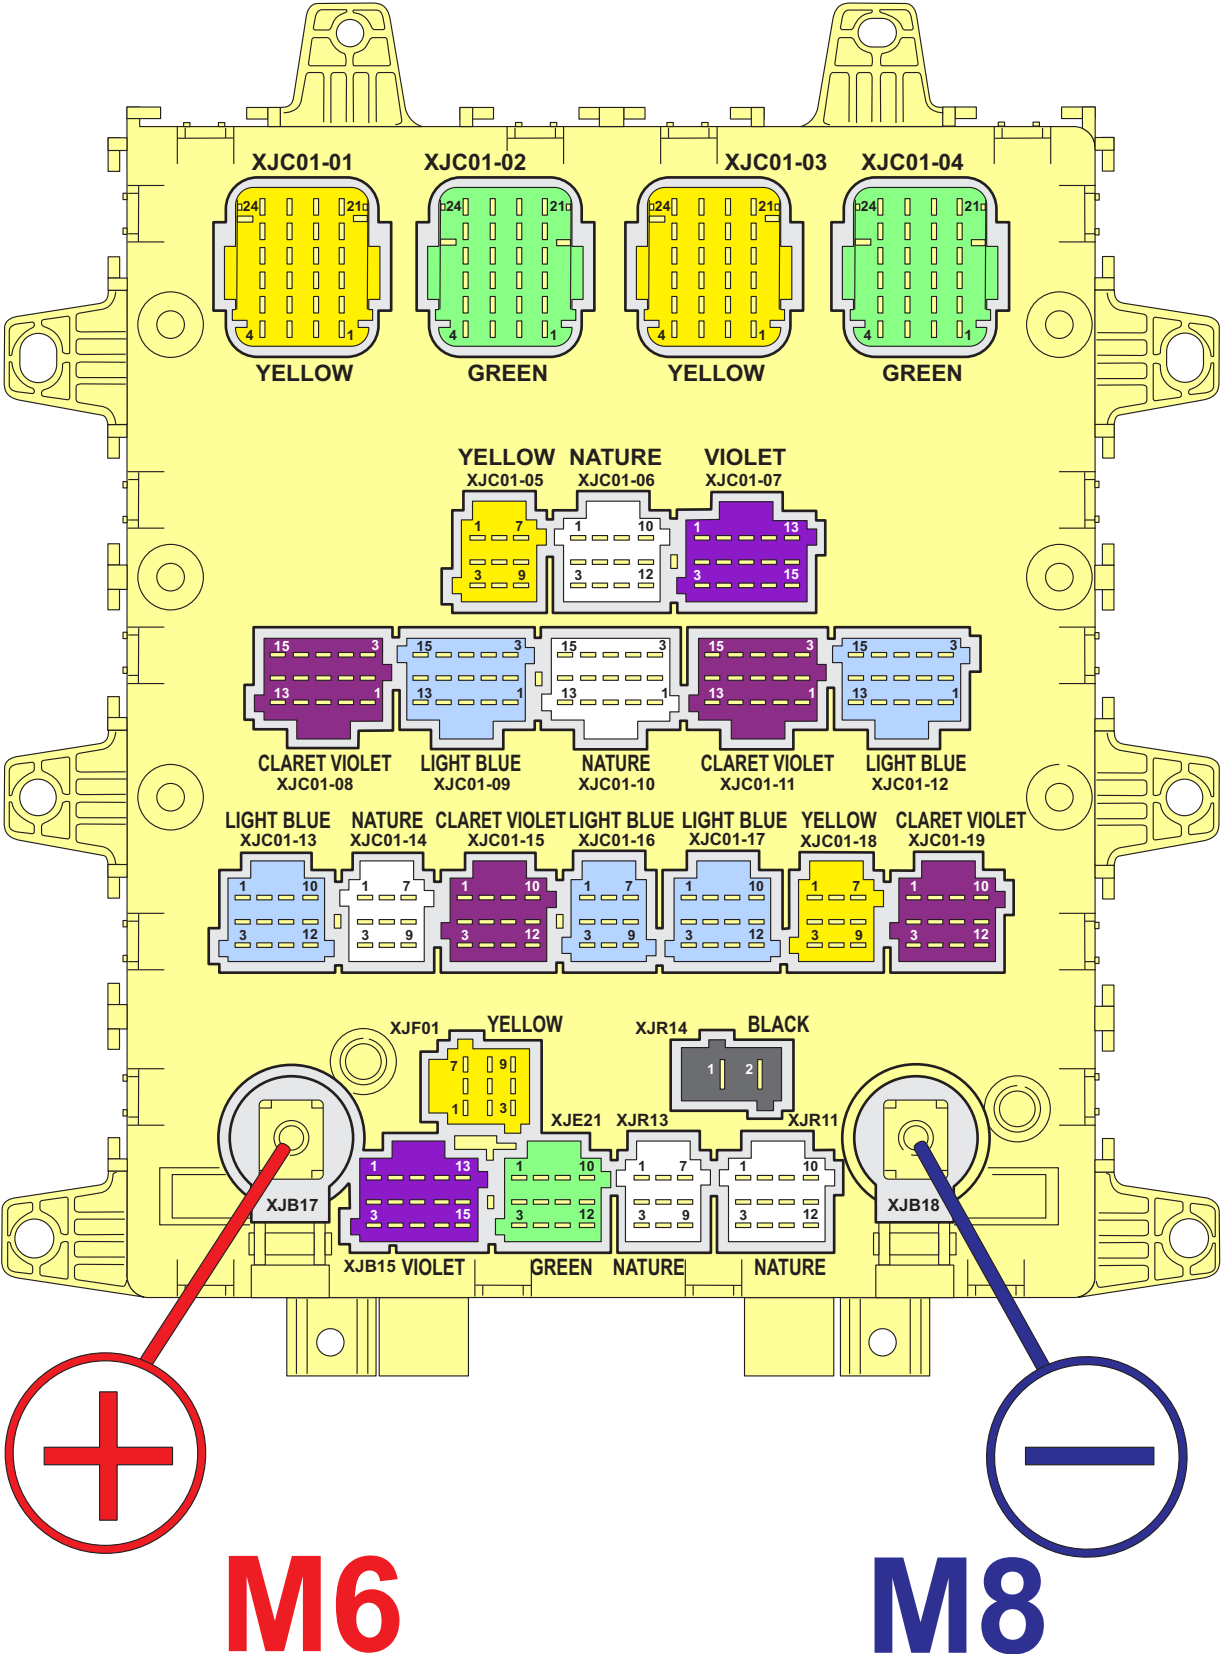 XJC01-01 XJC01-02 XJC01-03 XJC01-04
24 21 24 21 24 21 24 21
4 1 4 1 4 1 4 1
YELLOW GREEN YELLOW GREEN
YELLOW NATURE VIOLET
XJC01-05 XJC01-06 XJC01-07
1 7 1 10 1 13
3 9 3 12 3 15
15 3 15 3 15 3 15 3 15 3
13 1 13 1 13 1 13 1 13 1
CLARET VIOLET LIGHT BLUE NATURE CLARET VIOLET LIGHT BLUE
XJC01-08 XJC01-09 XJC01-10 XJC01-11 XJC01-12
LIGHT BLUE NATURE CLARET VIOLET LIGHT BLUE LIGHT BLUE YELLOW CLARET VIOLET
XJC01-13 XJC01-14 XJC01-15 XJC01-16 XJC01-17 XJC01-18 XJC01-19
1 10 1 7 1 10 1 7 1 10 1 7 1 10
3 12 3 9 3 12 3 9 3 12 3 9 3 12
XJF01 YELLOW XJR14 BLACK
7 9 1 2
1 3
XJE21 XJR13 XJR11
1 13 1 10 1 7 1 10
3 15 3 12 3 9 3 12
XJB17 XJB18
XJB15 VIOLET GREEN NATURE NATURE
M6 M8